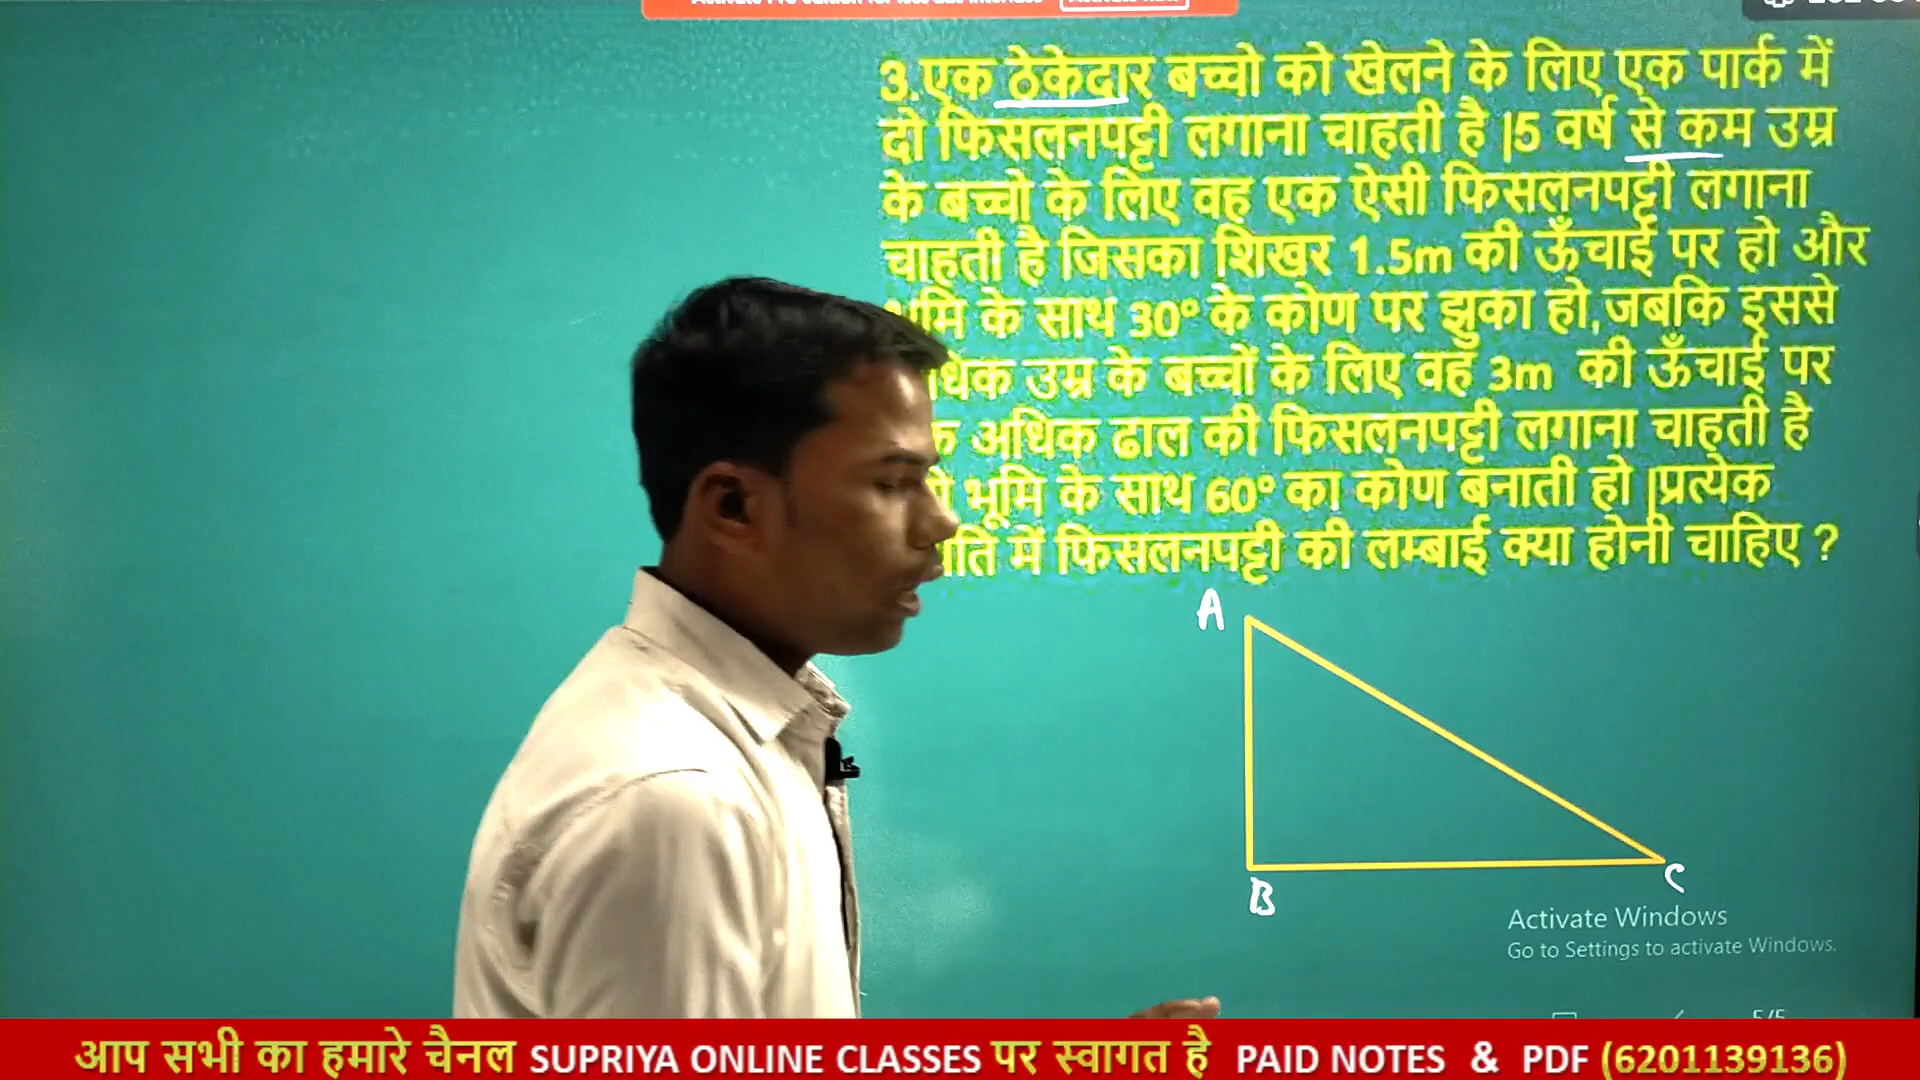 3.एक ठेकेदार बच्चो को खेलने के लिए एक पार्क में
दो फिसलनपट्टी लगाना चाहती है |5 वर्ष से कम उम्र
के बच्चो के लिए वह एक ऐसी फिसलनपट्टी लगाना
चाहती है जिसका शिखर 1.5m की ऊँचाई पर हो और
के साथ 30° के कोण पर झुका हो,जबकि इससे
उम्र के बच्चों के लिए वह 3m की ऊँचाई पर
अधिक ढाल की फिसलनपट्टी लगाना चाहती है
भूमि के साथ 60° का कोण बनाती हो |प्रत्येक
में फिसलनपट्टी की लम्बाई क्या होनी चाहिए ?
A
B
C
Activate Windows
Go to Settings to activate Windows.
5/5
आप सभी का हमारे चैनल SUPRIYA ONLINE CLASSES पर स्वागत है PAID NOTES & PDF (6201139136)